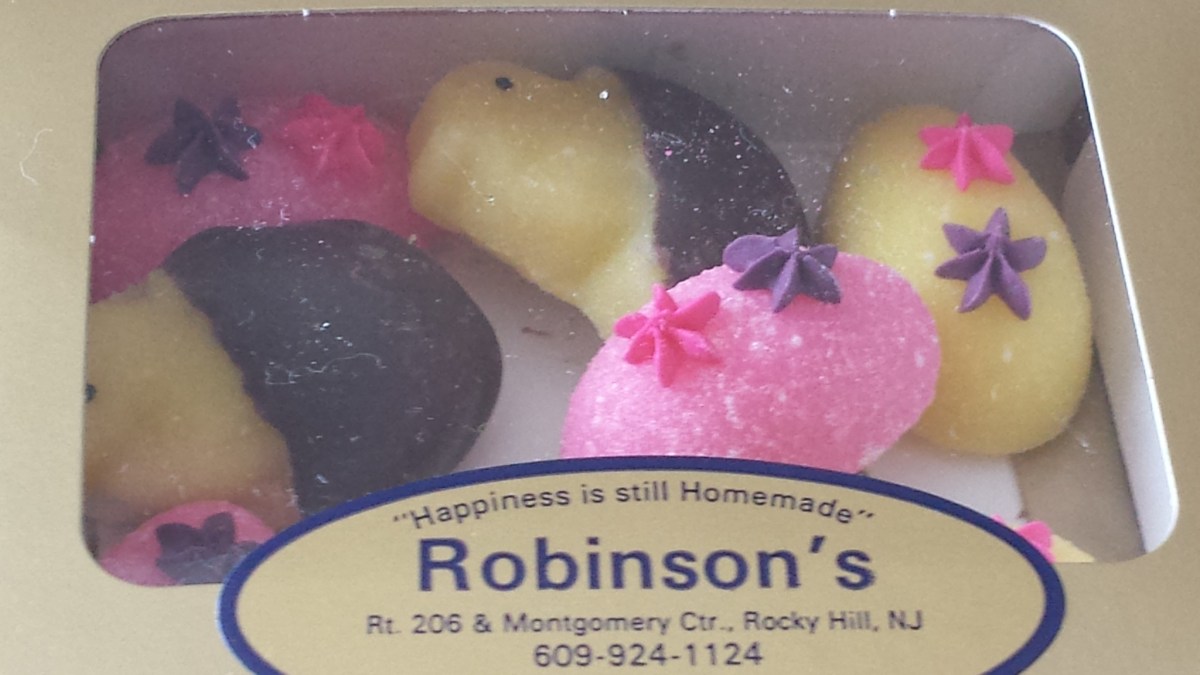 "Happiness is still Homemade"
Robinson's
Rt. 206 & Montgomery Ctr., Rocky Hill, NJ
609-924-1124